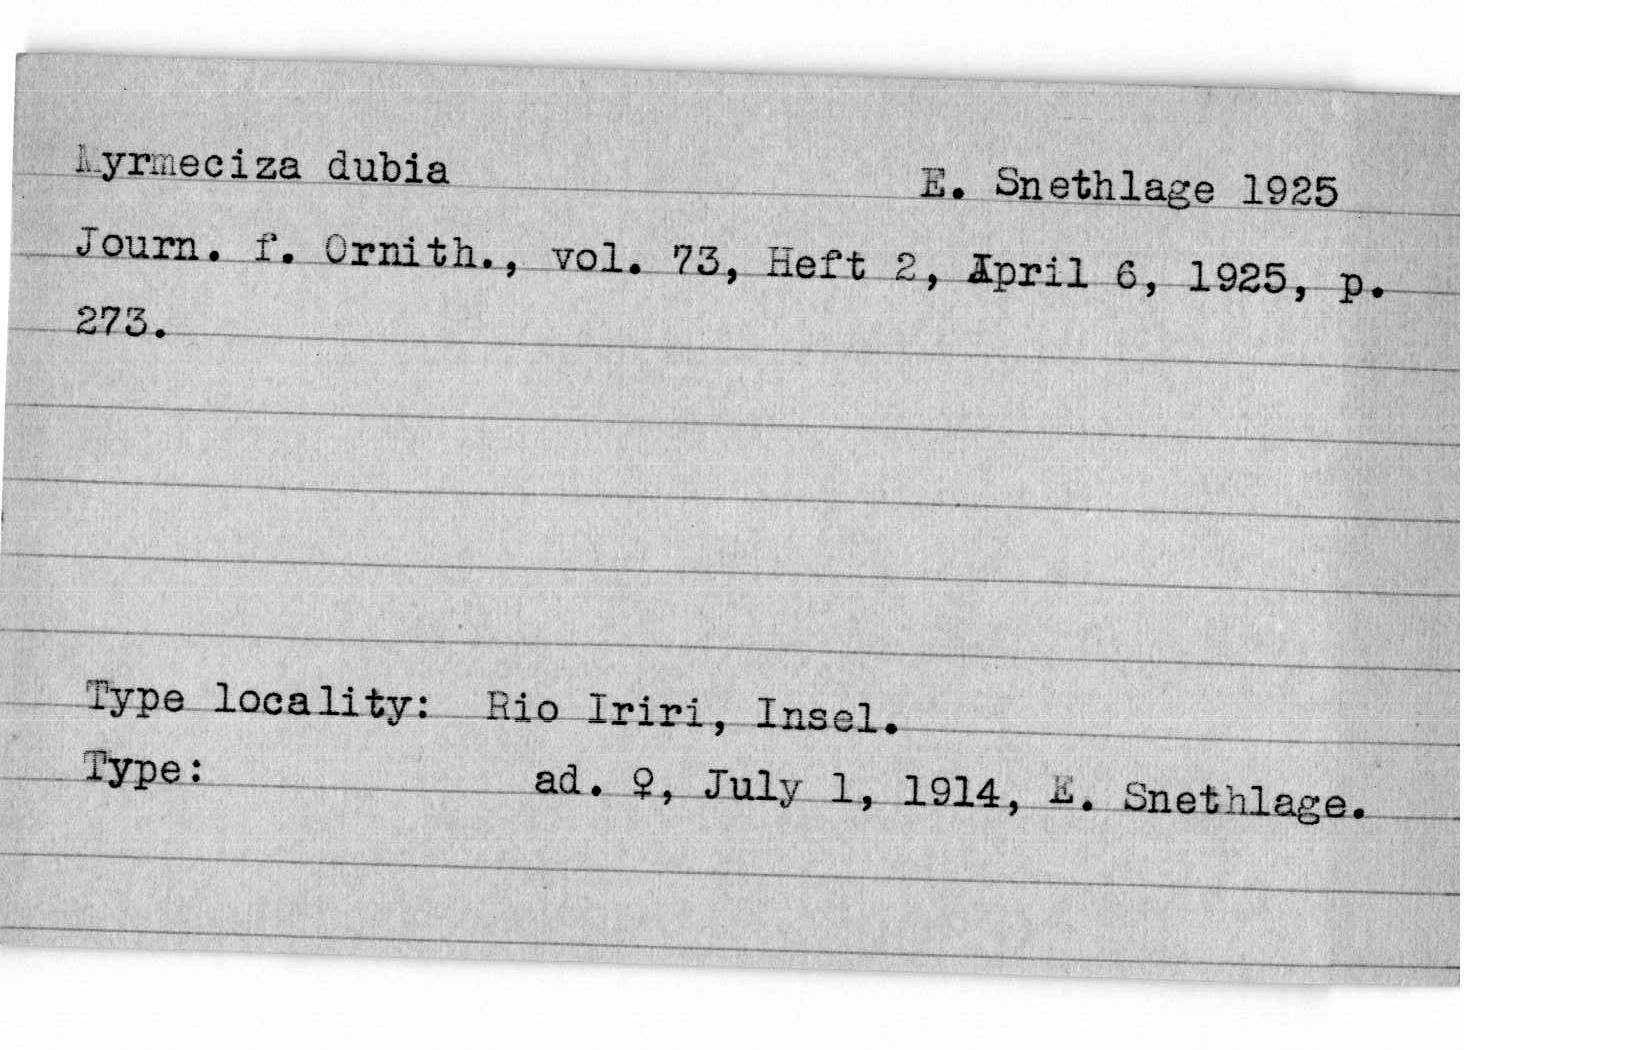 Myrmeciza dubia E. Snethlage 1925
Journ. f. Ornith., vol. 73, Heft 2, April 6, 1925, p.
273.
Type locality: Rio Iriri, Insel.
Type: ad. ♀, July 1, 1914, E. Snethlage.